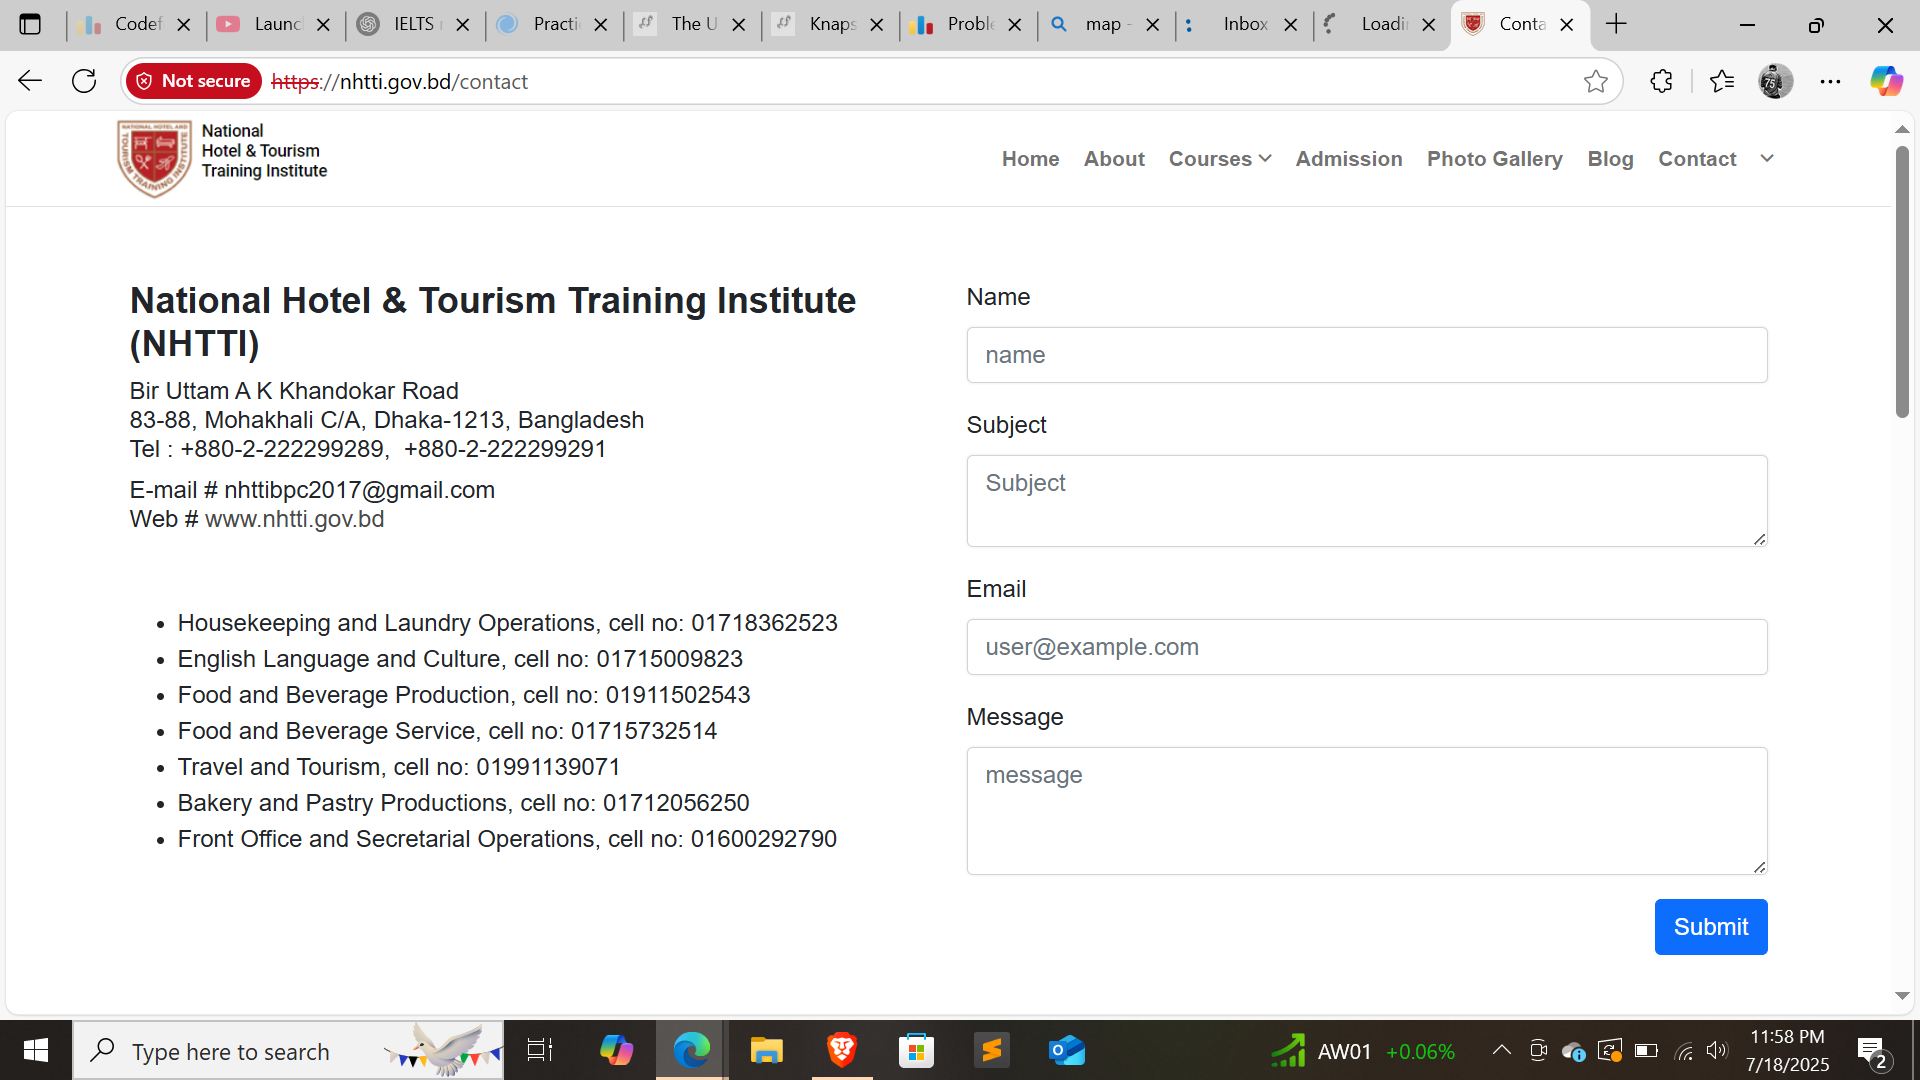 Codef
Launc
IELTS
Practi
The U
Knaps
Proble
map -
Inbox
Loadi
Conta
Not secure
https://nhtti.gov.bd/contact
75
National
Hotel & Tourism
Training Institute
NATIONAL HOTEL AND
TOURISM TRAINING INSTITUTE
Home
About
Courses
Admission
Photo Gallery
Blog
Contact
National Hotel & Tourism Training Institute
(NHTTI)
Bir Uttam A K Khandokar Road
83-88, Mohakhali C/A, Dhaka-1213, Bangladesh
Tel : +880-2-222299289, +880-2-222299291
E-mail # nhttibpc2017@gmail.com
Web # www.nhtti.gov.bd
Housekeeping and Laundry Operations, cell no: 01718362523
English Language and Culture, cell no: 01715009823
Food and Beverage Production, cell no: 01911502543
Food and Beverage Service, cell no: 01715732514
Travel and Tourism, cell no: 01991139071
Bakery and Pastry Productions, cell no: 01712056250
Front Office and Secretarial Operations, cell no: 01600292790
Name
name
Subject
Subject
Email
user@example.com
Message
message
Submit
Type here to search
AW01 +0.06%
11:58 PM
7/18/2025
2